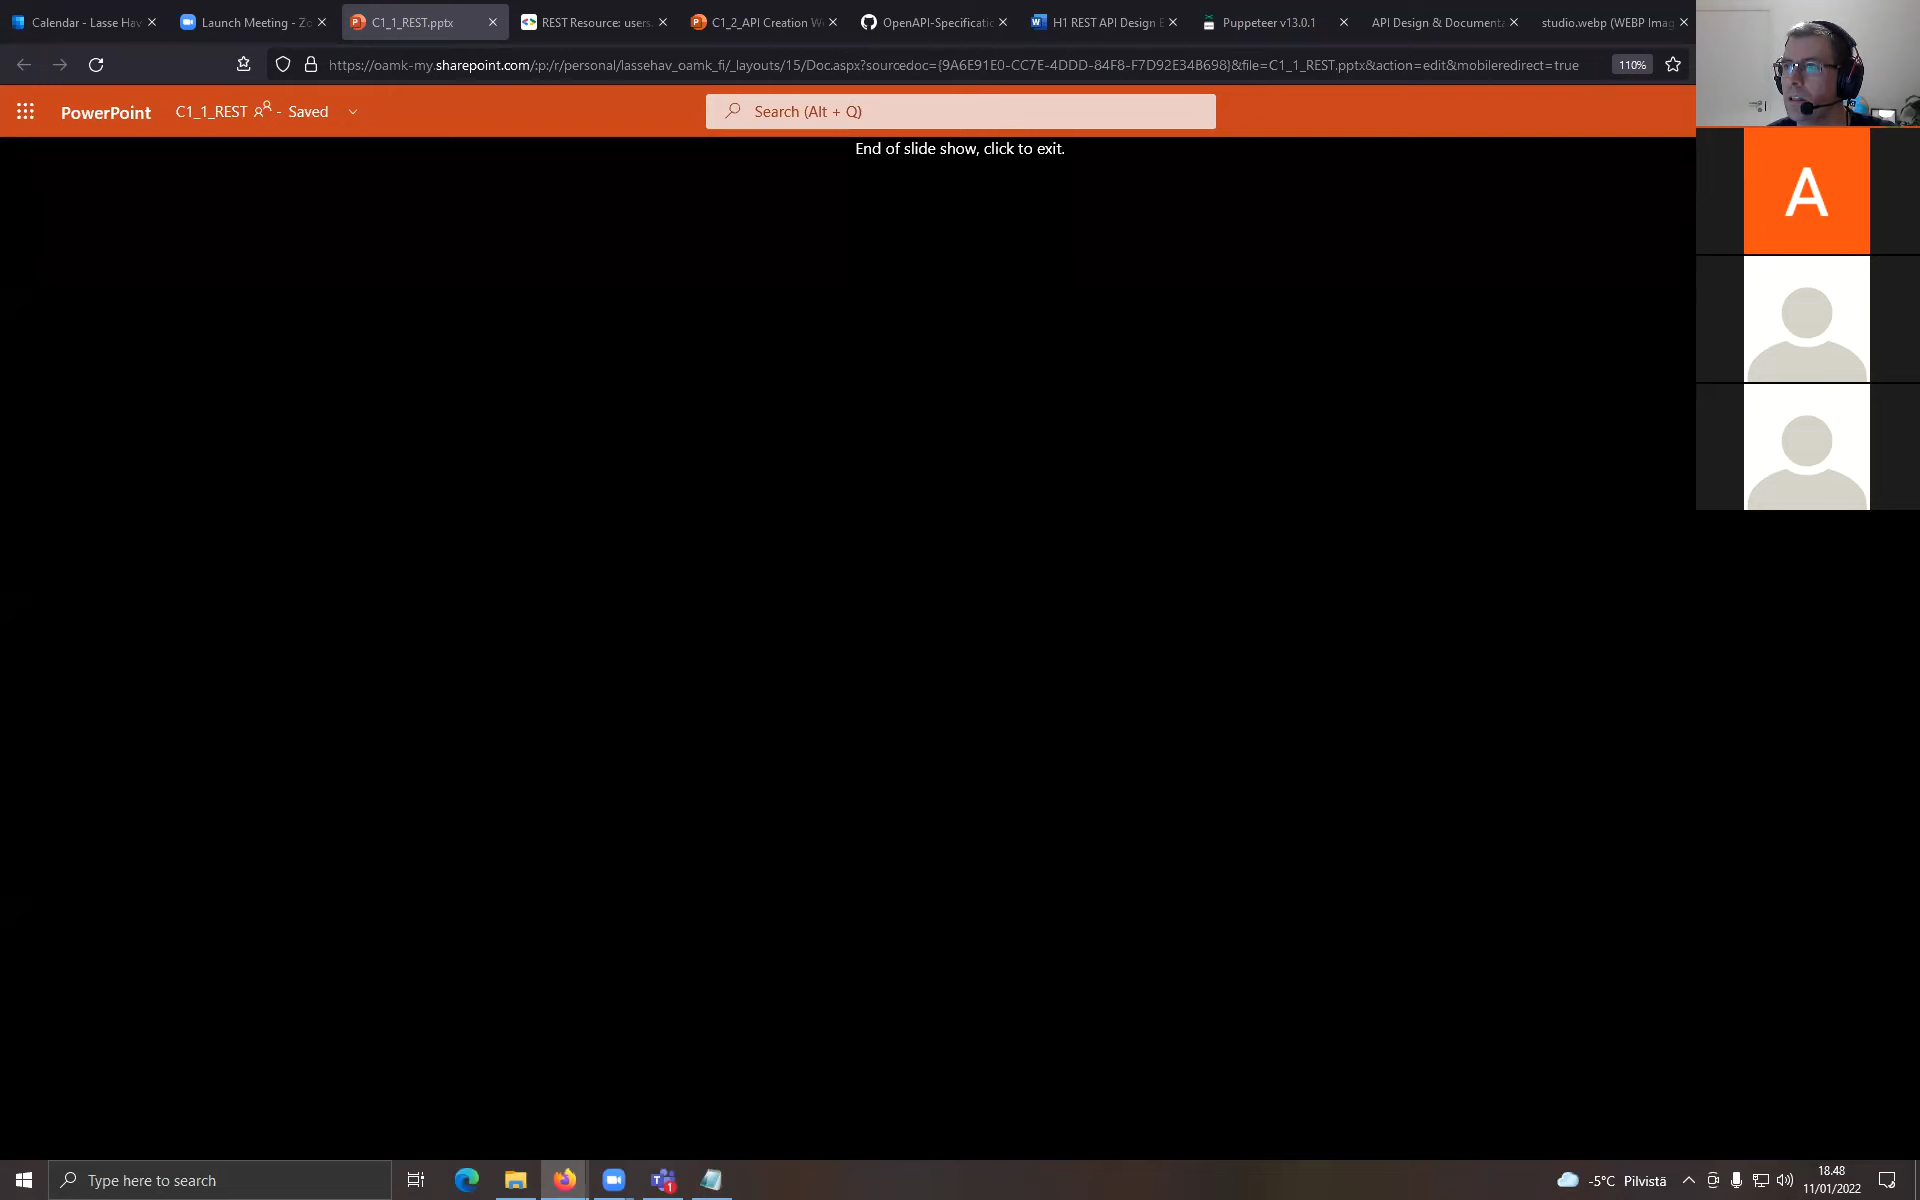 Calendar - Lasse Hav
Launch Meeting - Zo
C1_1_REST.pptx
REST Resource: users.
C1_2_API Creation W
OpenAPI-Specificatio
H1 REST API Design E
Puppeteer v13.0.1
API Design & Documenta
studio.webp (WEBP Imag
https://oamk-my.sharepoint.com/:p:/r/personal/lassehav_oamk_fi/_layouts/15/Doc.aspx?sourcedoc={9A6E91E0-CC7E-4DDD-84F8-F7D92E34B698}&file=C1_1_REST.pptx&action=edit&mobileredirect=true
110%
PowerPoint
C1_1_REST - Saved
Search (Alt + Q)
End of slide show, click to exit.
A
Type here to search
1
-5°C Pilvistä
18.48
11/01/2022